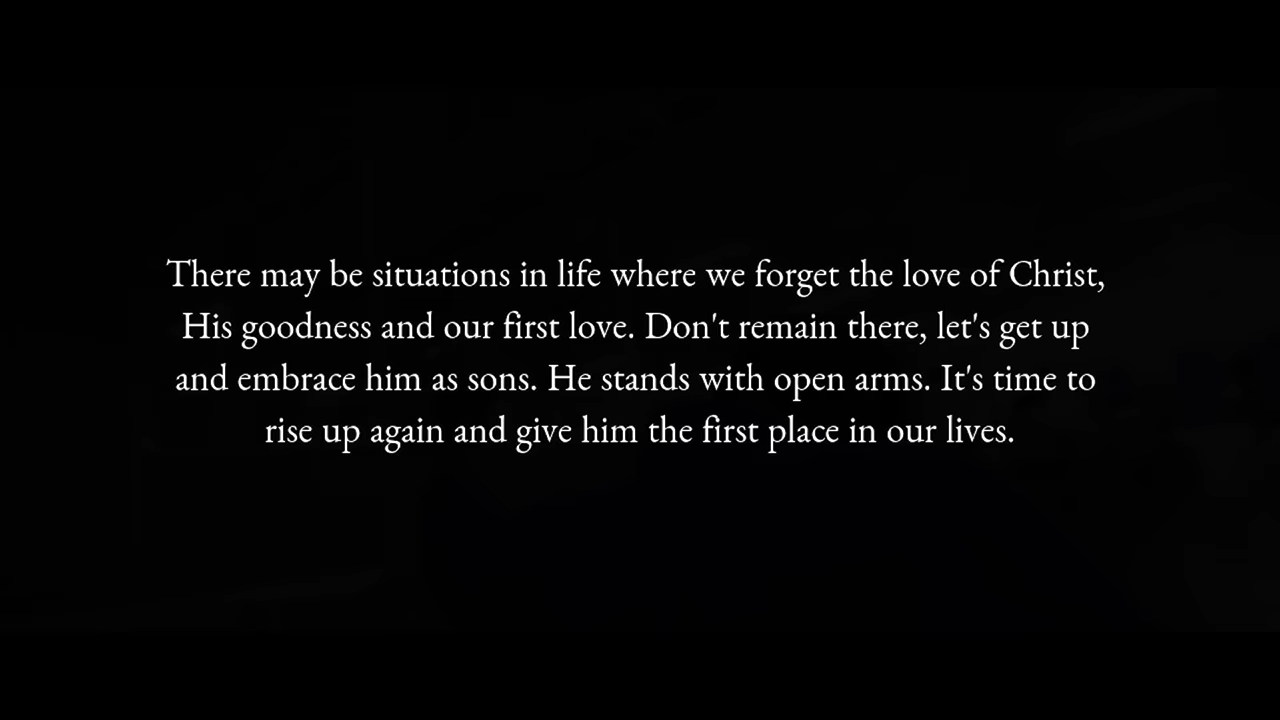 There may be situations in life where we forget the love of Christ,
His goodness and our first love. Don't remain there, let's get up
and embrace him as sons. He stands with open arms. It's time to
rise up again and give him the first place in our lives.